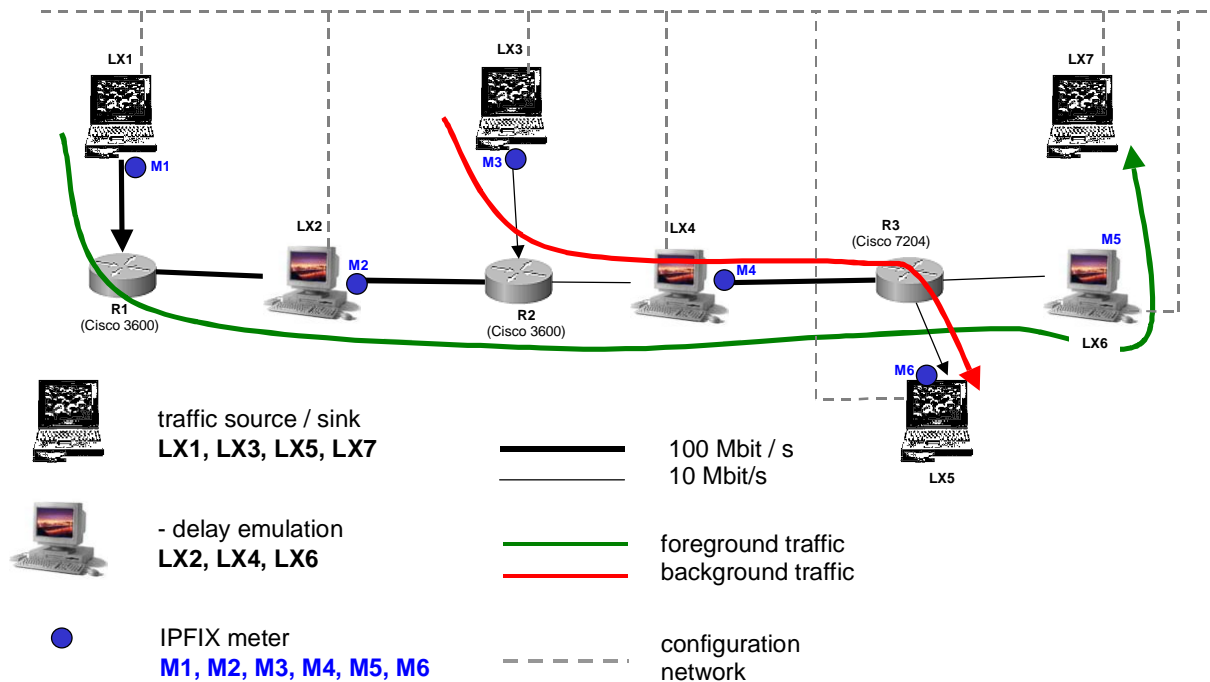 LX1
LX3
LX7
M1
M3
LX2
LX4
R3
(Cisco 7204)
M5
M2
M4
R1
(Cisco 3600)
R2
(Cisco 3600)
LX6
M6
LX5
traffic source / sink
LX1, LX3, LX5, LX7
100 Mbit / s
10 Mbit/s
- delay emulation
LX2, LX4, LX6
foreground traffic
background traffic
IPFIX meter
M1, M2, M3, M4, M5, M6
configuration
network